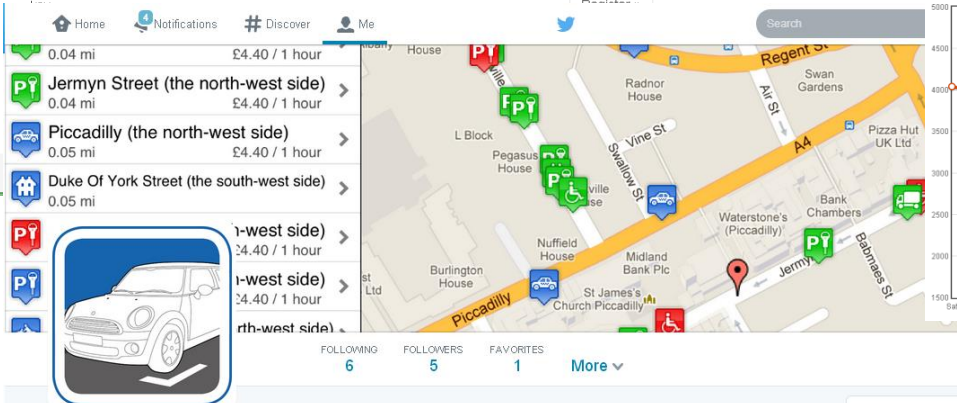 Home
4
Notifications
# Discover
Me
Search
0.04 mi £4.40 / 1 hour
Jermyn Street (the north-west side)
0.04 mi £4.40 / 1 hour
Piccadilly (the north-west side)
0.05 mi £4.40 / 1 hour
Duke Of York Street (the south-west side)
0.05 mi
-west side)
£4.40 / 1 hour
-west side)
£4.40 / 1 hour
rth-west side)
House
Regent St
Radnor
House
Swan
Gardens
Air St
Vine St
L Block
Pegasus
House
Swallow St
A4
Pizza Hut
UK Ltd
ville
Waterstone's
(Piccadilly)
Bank
Chambers
Nuffield
House
Midland
Bank Plc
Burlington
House
Ltd
St James's
Church Piccadilly
Piccadilly
Jermy
Babmaes St
P
5000
4500
4000
3500
3000
2500
2000
1500
FOLLOWING
6
FOLLOWERS
5
FAVORITES
1
More